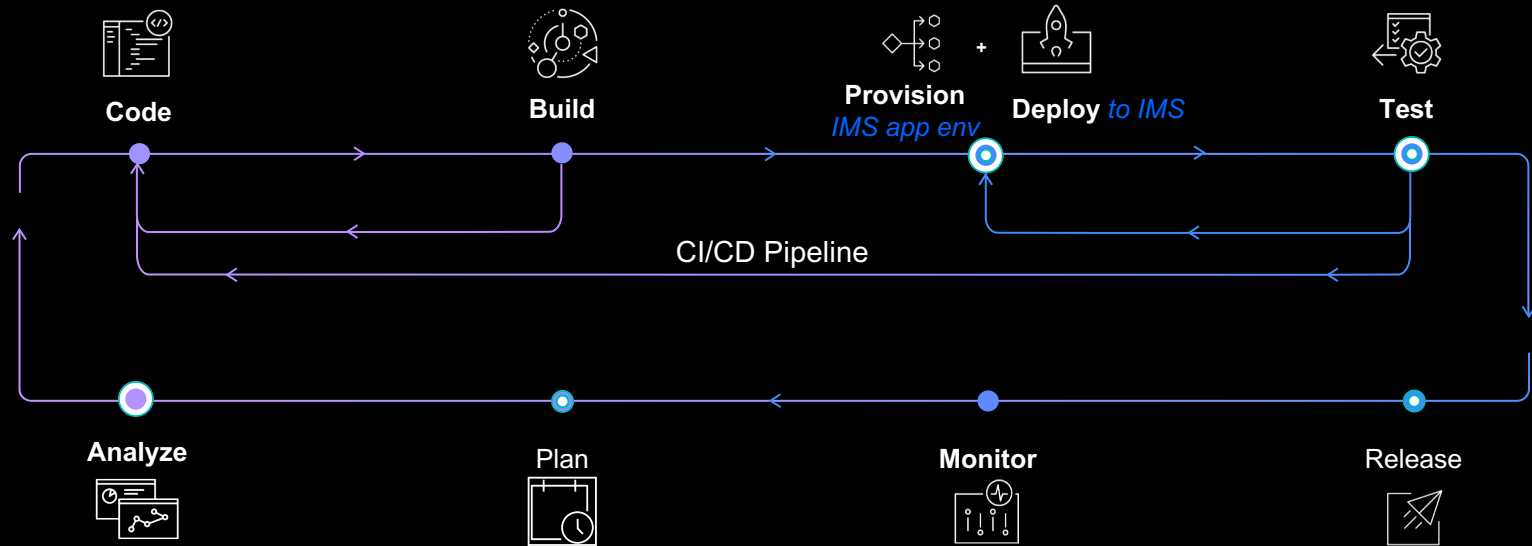 Code
Build
Provision
IMS app env
+
Deploy to IMS
Test
CI/CD Pipeline
Analyze
Plan
Monitor
Release